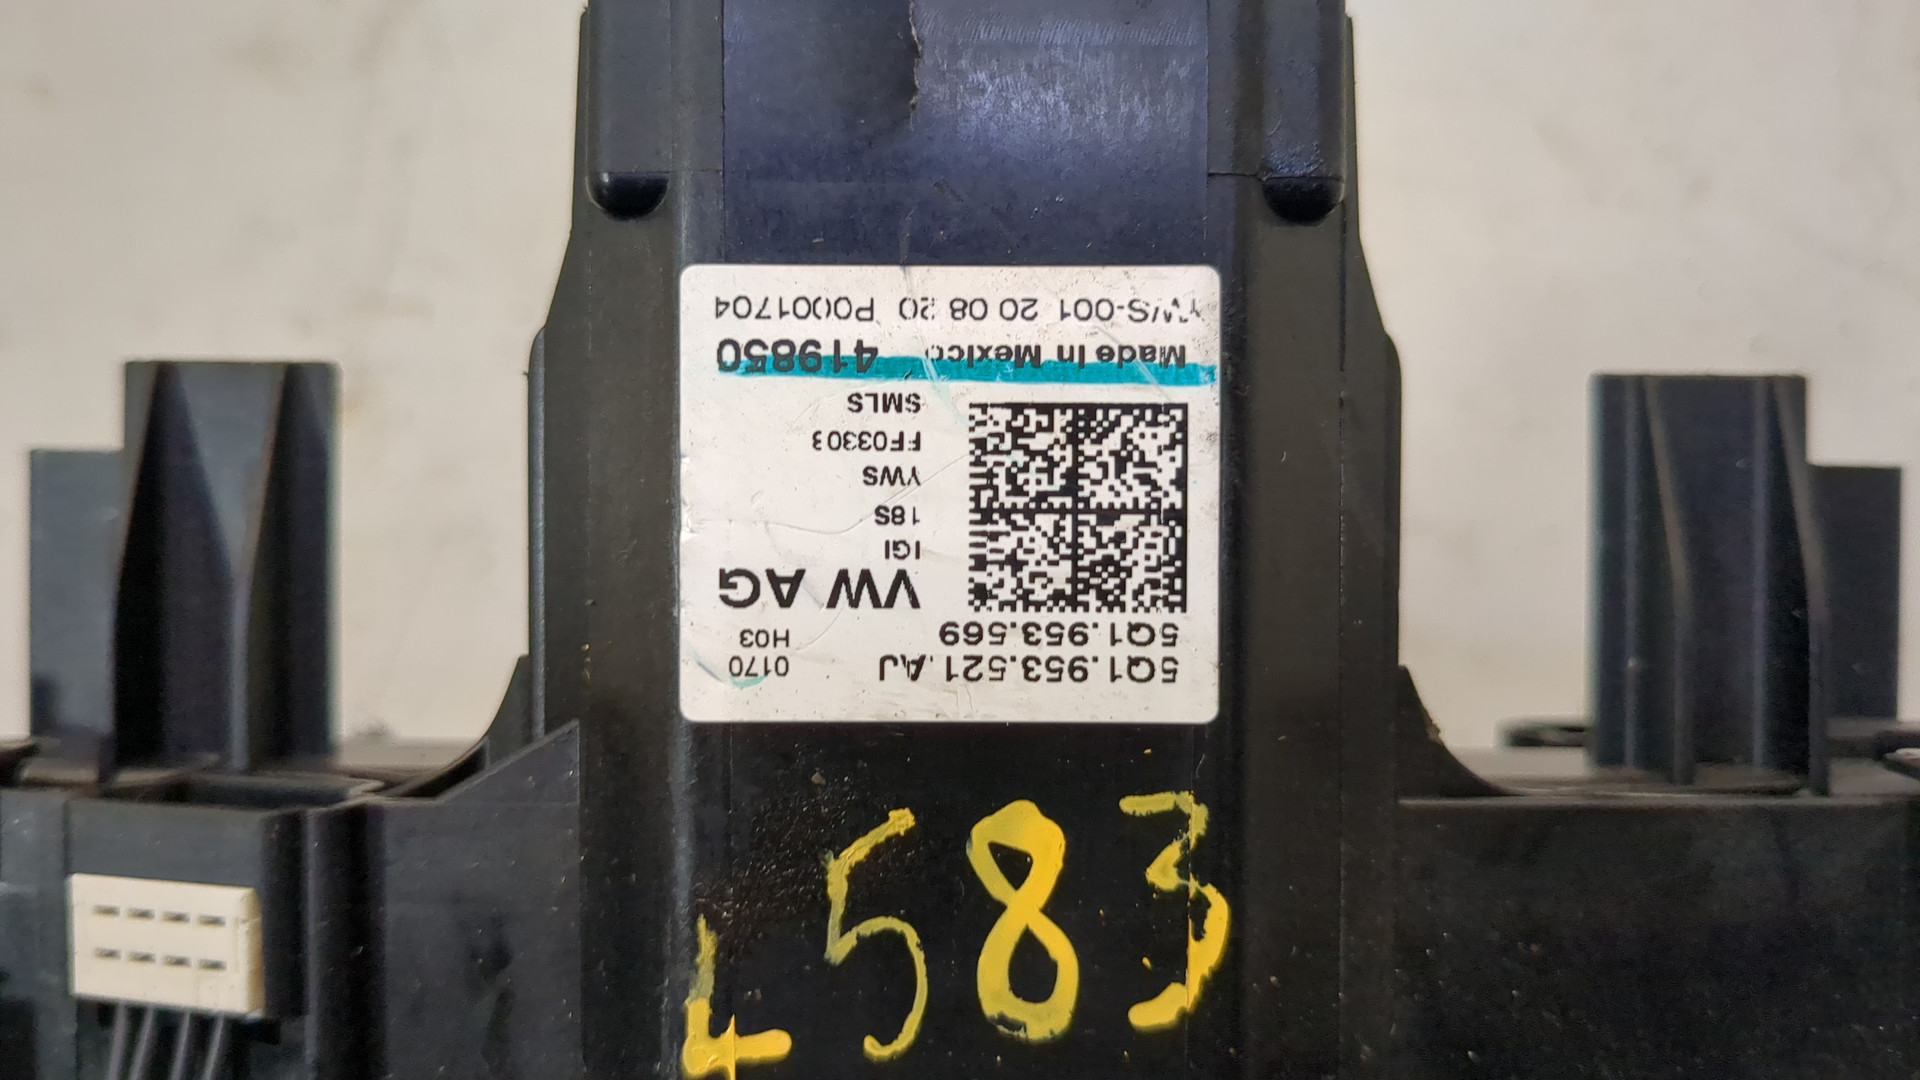 5Q1.953.521.AJ 0170
5Q1.953.569 H03
VW AG
IGI
18S
YWS
FF03303
SMLS
Made In Mexico 419850
YWS-001 20 08 20 P0001704
4583